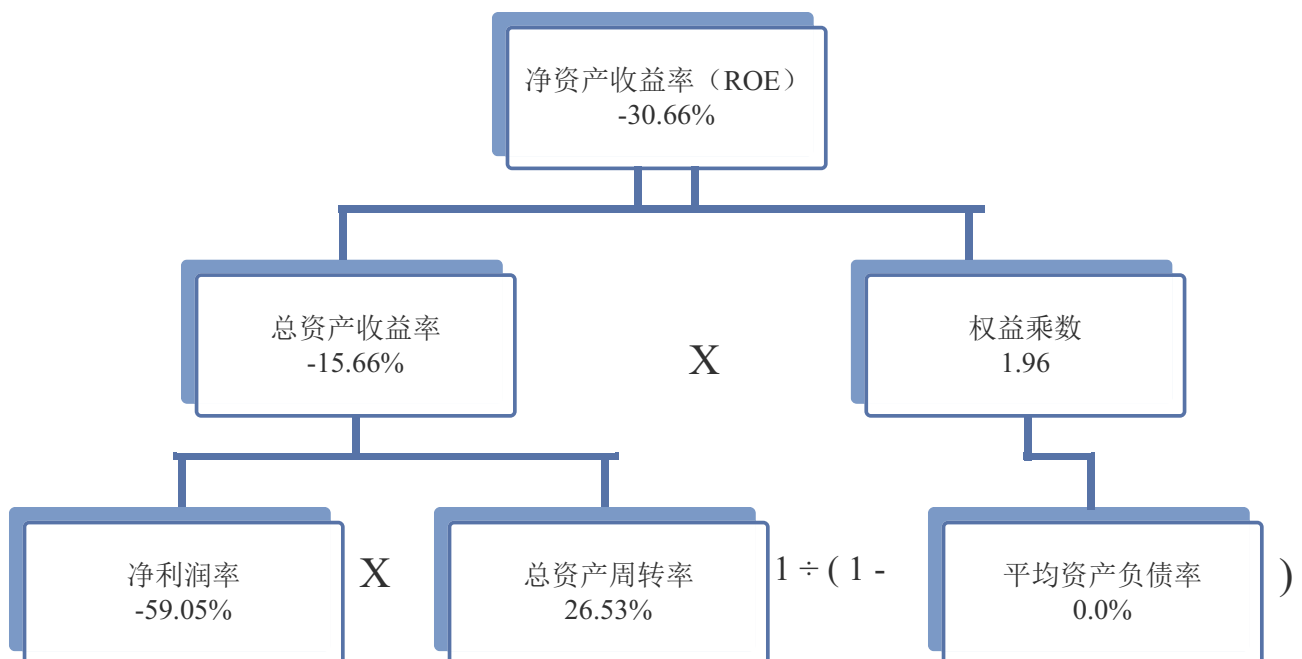 净资产收益率（ROE）
-30.66%
总资产收益率
-15.66%
X
权益乘数
1.96
净利润率
-59.05%
X
总资产周转率
26.53%
1 ÷ ( 1 -
平均资产负债率
0.0%
)